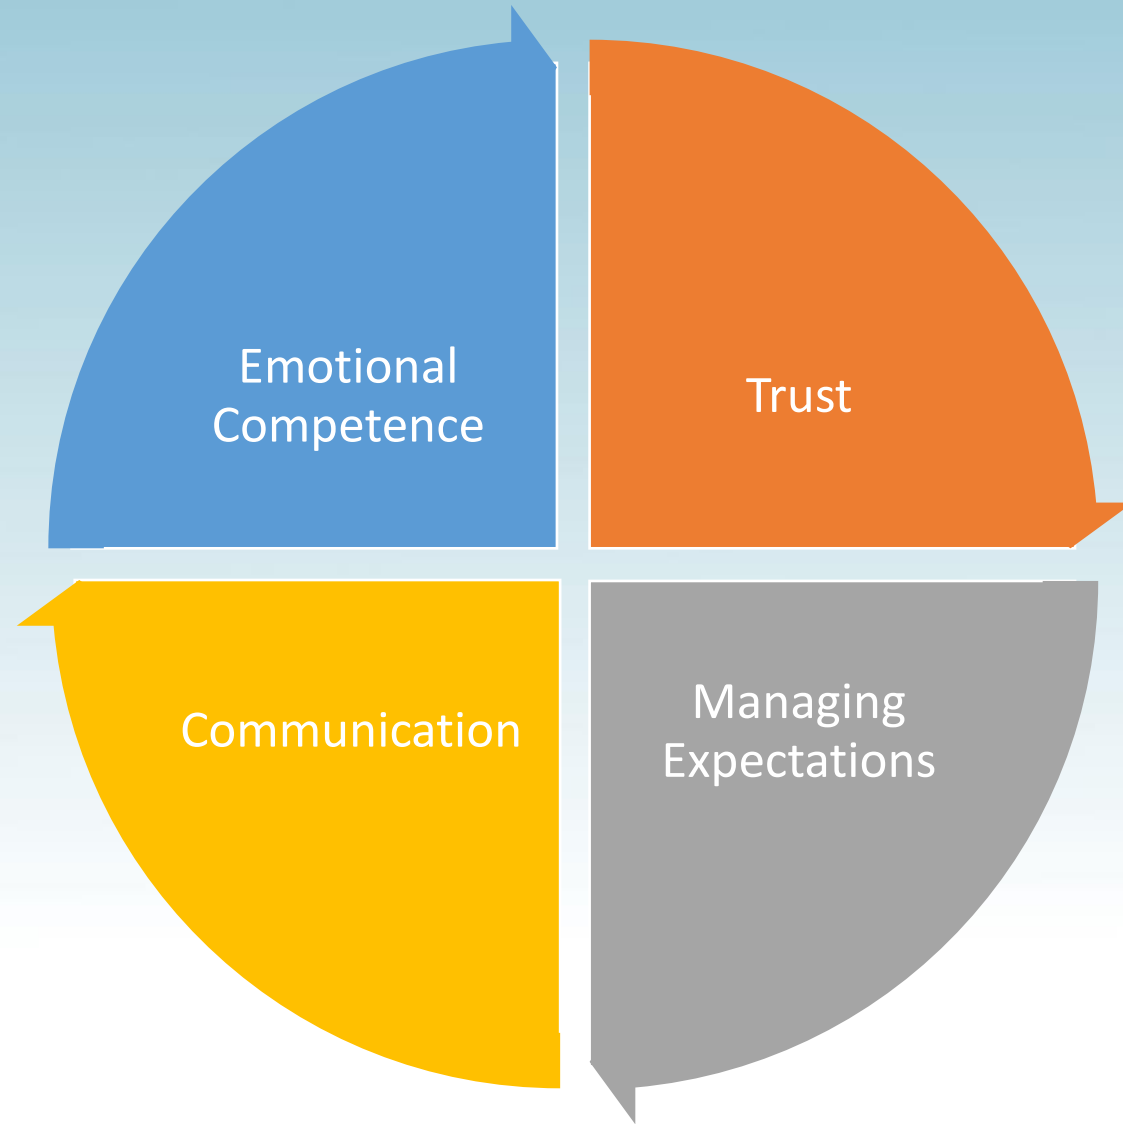 Emotional
Competence
Trust
Managing
Expectations
Communication